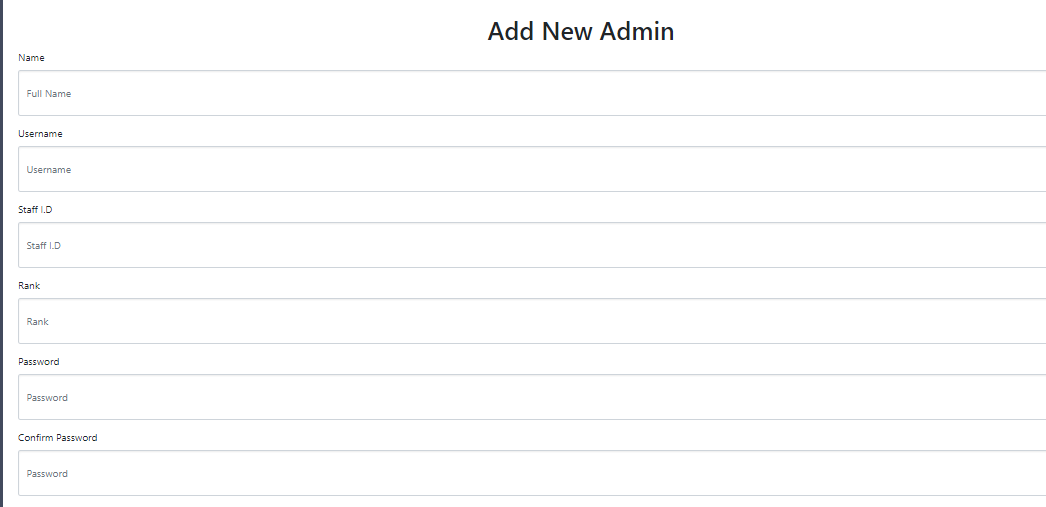 Add New Admin
Name
Full Name
Username
Username
Staff I.D
Staff I.D
Rank
Rank
Password
Password
Confirm Password
Password